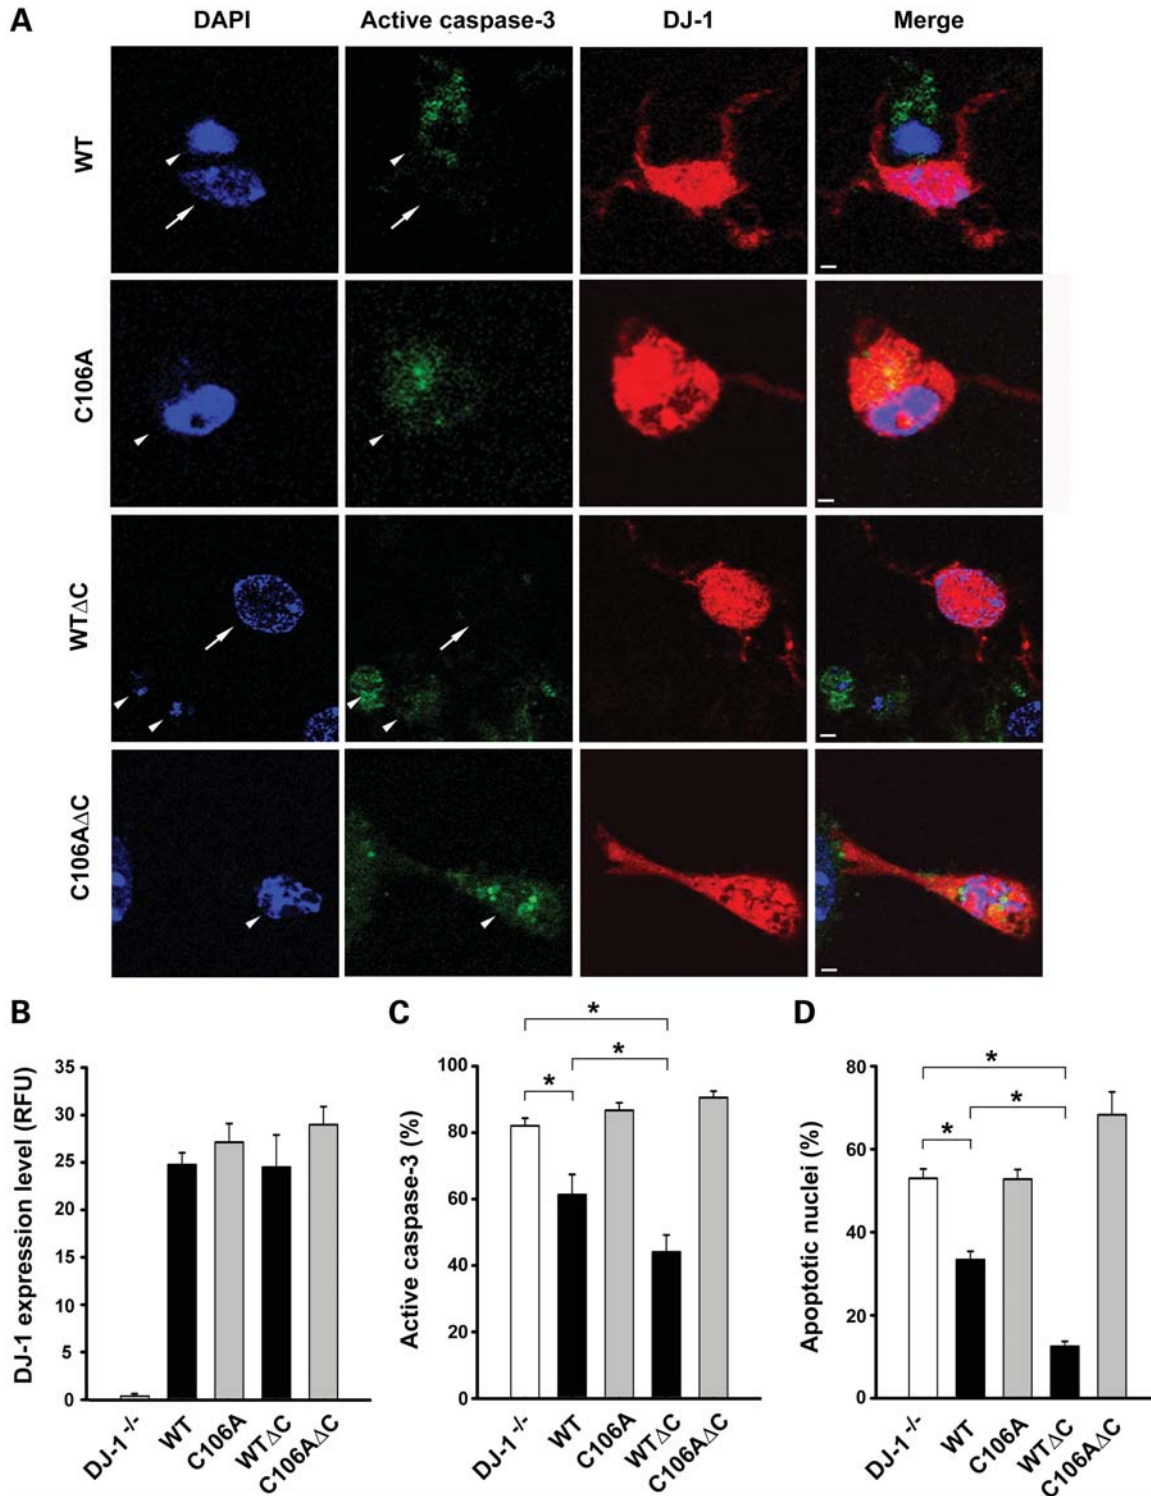 A
DAPI Active caspase-3 DJ-1 Merge
WT
C106A
WTΔC
C106AΔC
B
DJ-1 expression level (RFU)
35
30
25
20
15
10
5
0
DJ-1 -/- WT C106A WTΔC C106AΔC
C
*
*
*
Active caspase-3 (%)
100
80
60
40
20
0
DJ-1 -/- WT C106A WTΔC C106AΔC
D
*
*
*
Apoptotic nuclei (%)
80
60
40
20
0
DJ-1 -/- WT C106A WTΔC C106AΔC